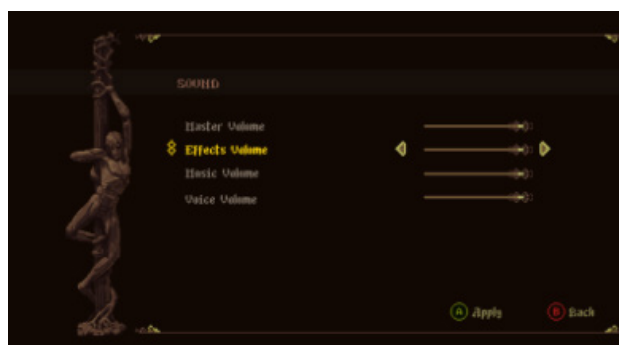 SOUND
Master Volume
Effects Volume
Music Volume
Voice Volume
A Apply
B Back